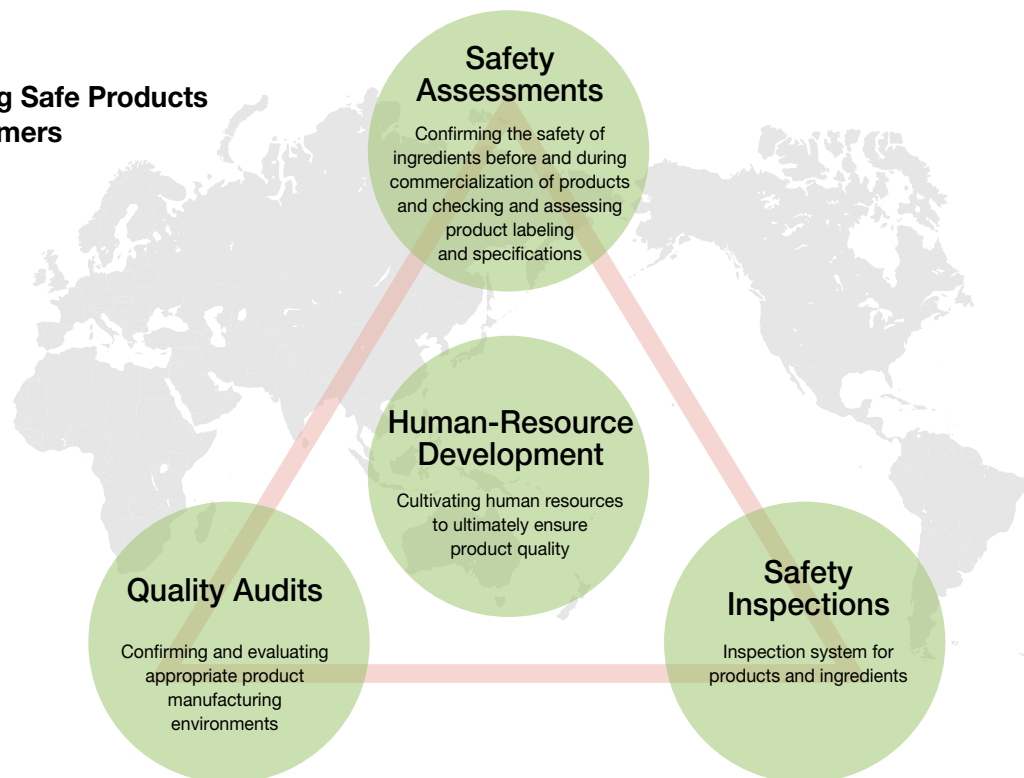 g Safe Products
mers
Safety
Assessments
Confirming the safety of
ingredients before and during
commercialization of products
and checking and assessing
product labeling
and specifications
Human-Resource
Development
Cultivating human resources
to ultimately ensure
product quality
Quality Audits
Confirming and evaluating
appropriate product
manufacturing
environments
Safety
Inspections
Inspection system for
products and ingredients